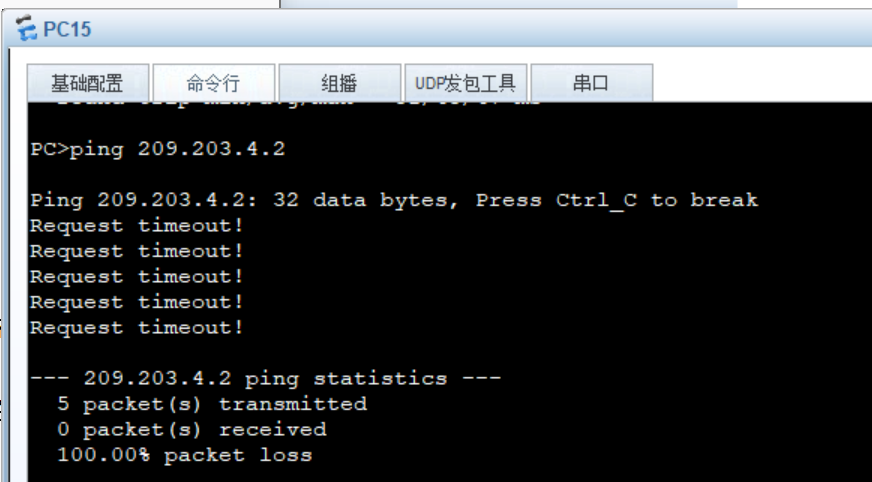 PC15
基础配置 命令行 组播 UDP发包工具 串口
PC>ping 209.203.4.2
Ping 209.203.4.2: 32 data bytes, Press Ctrl_C to break
Request timeout!
Request timeout!
Request timeout!
Request timeout!
Request timeout!
--- 209.203.4.2 ping statistics ---
5 packet(s) transmitted
0 packet(s) received
100.00% packet loss